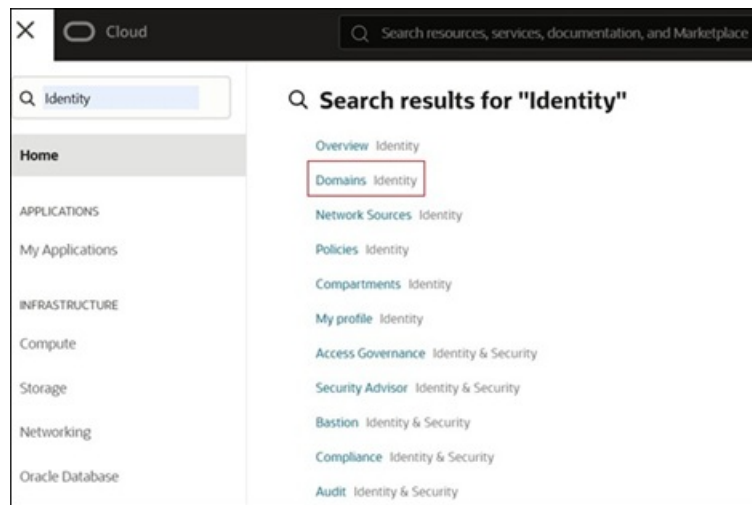 Cloud
Search resources, services, documentation, and Marketplace
Identity
Home
APPLICATIONS
My Applications
INFRASTRUCTURE
Compute
Storage
Networking
Oracle Database
Search results for "Identity"
Overview Identity
Domains Identity
Network Sources Identity
Policies Identity
Compartments Identity
My profile Identity
Access Governance Identity & Security
Security Advisor Identity & Security
Bastion Identity & Security
Compliance Identity & Security
Audit Identity & Security